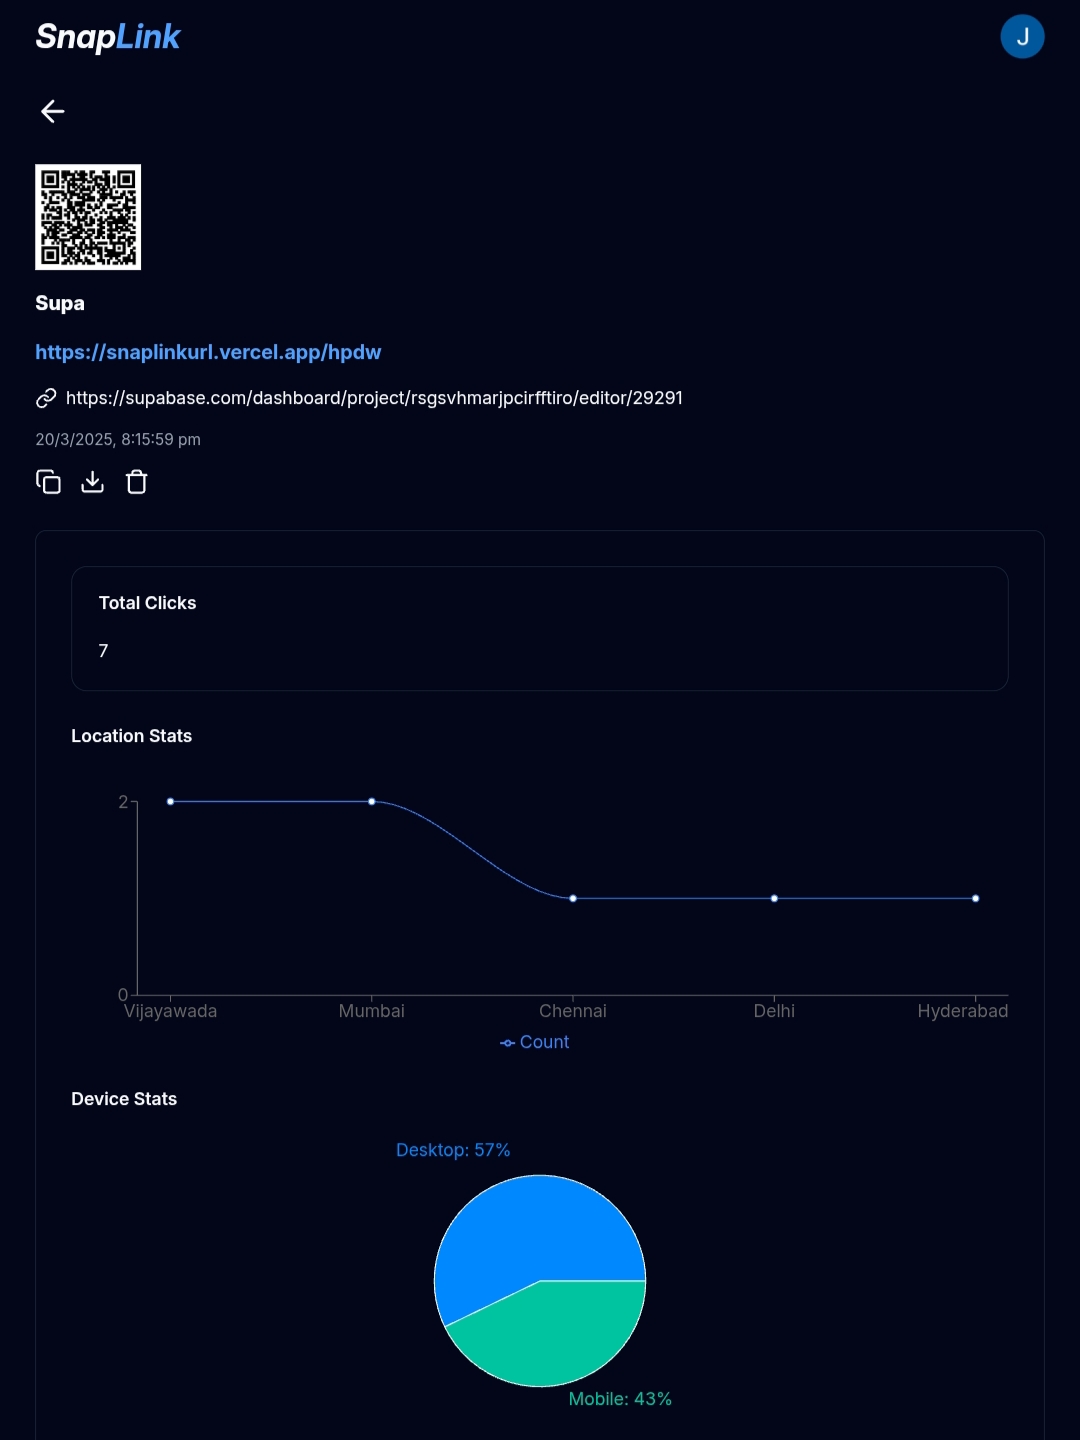 SnapLink
J
Supa
https://snaplinkurl.vercel.app/hpdw
https://supabase.com/dashboard/project/rsgsvhmarjpcirfftiro/editor/29291
20/3/2025, 8:15:59 pm
Total Clicks
7
Location Stats
2
0
Vijayawada Mumbai Chennai Delhi Hyderabad
Count
Device Stats
Desktop: 57%
Mobile: 43%